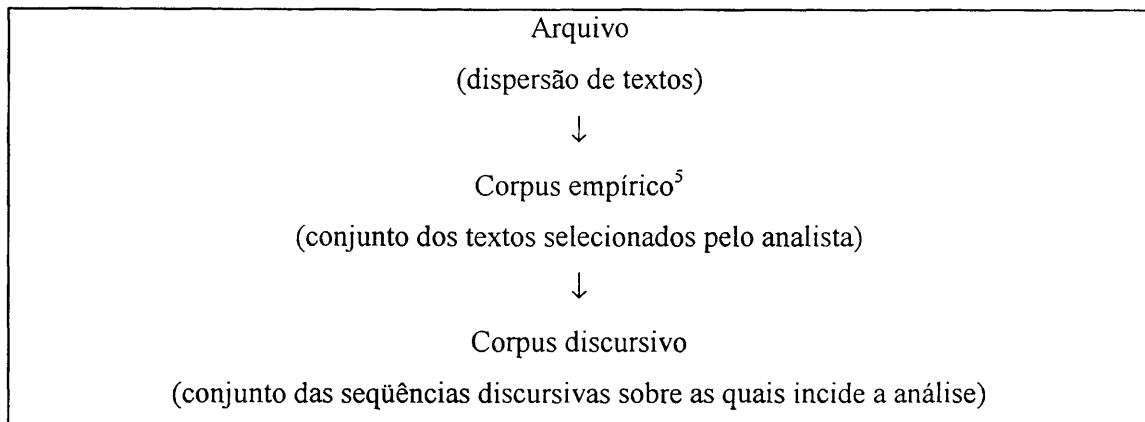 Arquivo
(dispersão de textos)
↓
Corpus empírico⁵
(conjunto dos textos selecionados pelo analista)
↓
Corpus discursivo
(conjunto das seqüências discursivas sobre as quais incide a análise)